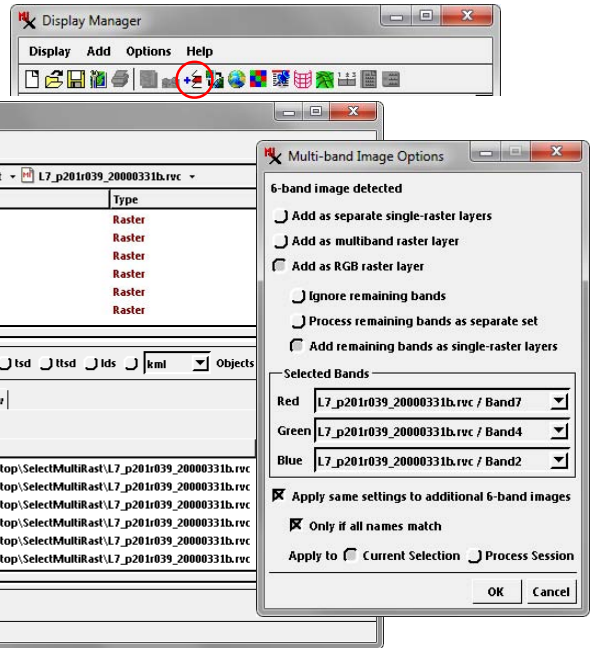 Display Manager
Display Add Options Help
L7_p201r039_20000331b.rvc
Type
Raster
Raster
Raster
Raster
Raster
Raster
tsd ttsd lds kml Objects
top\SelectMultiRast\L7_p201r039_20000331b.rvc
top\SelectMultiRast\L7_p201r039_20000331b.rvc
top\SelectMultiRast\L7_p201r039_20000331b.rvc
top\SelectMultiRast\L7_p201r039_20000331b.rvc
top\SelectMultiRast\L7_p201r039_20000331b.rvc
top\SelectMultiRast\L7_p201r039_20000331b.rvc
Multi-band Image Options
6-band image detected
Add as separate single-raster layers
Add as multiband raster layer
Add as RGB raster layer
Ignore remaining bands
Process remaining bands as separate set
Add remaining bands as single-raster layers
Selected Bands
Red L7_p201r039_20000331b.rvc / Band7
Green L7_p201r039_20000331b.rvc / Band4
Blue L7_p201r039_20000331b.rvc / Band2
Apply same settings to additional 6-band images
Only if all names match
Apply to Current Selection Process Session
OK Cancel